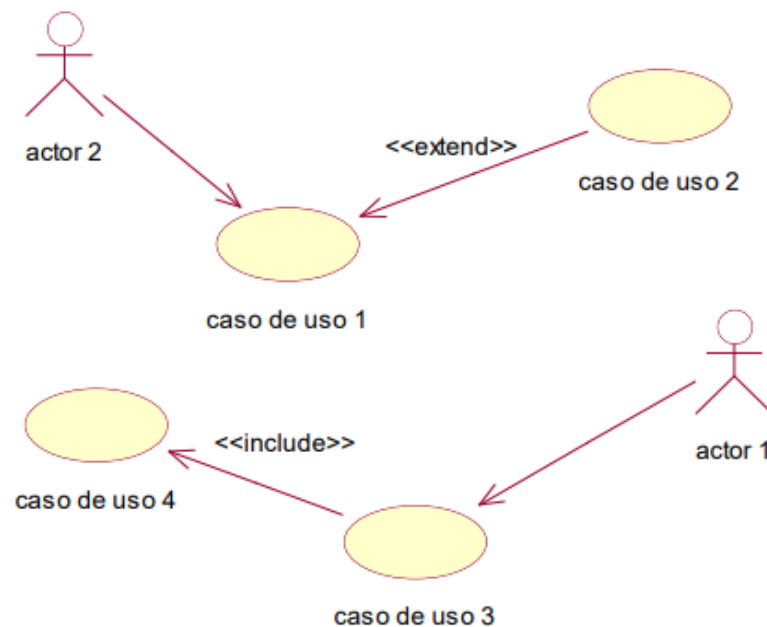 actor 2
<<extend>>
caso de uso 2
caso de uso 1
<<include>>
actor 1
caso de uso 4
caso de uso 3